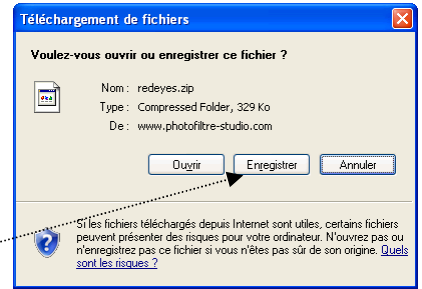 Téléchargement de fichiers
Voulez-vous ouvrir ou enregistrer ce fichier ?
Nom : redeyes.zip
Type : Compressed Folder, 329 Ko
De : www.photofiltre-studio.com
Ouvrir Enregistrer Annuler
Si les fichiers téléchargés depuis Internet sont utiles, certains fichiers
peuvent présenter des risques pour votre ordinateur. N'ouvrez pas ou
n'enregistrez pas ce fichier si vous n'êtes pas sûr de son origine. Quels
sont les risques ?